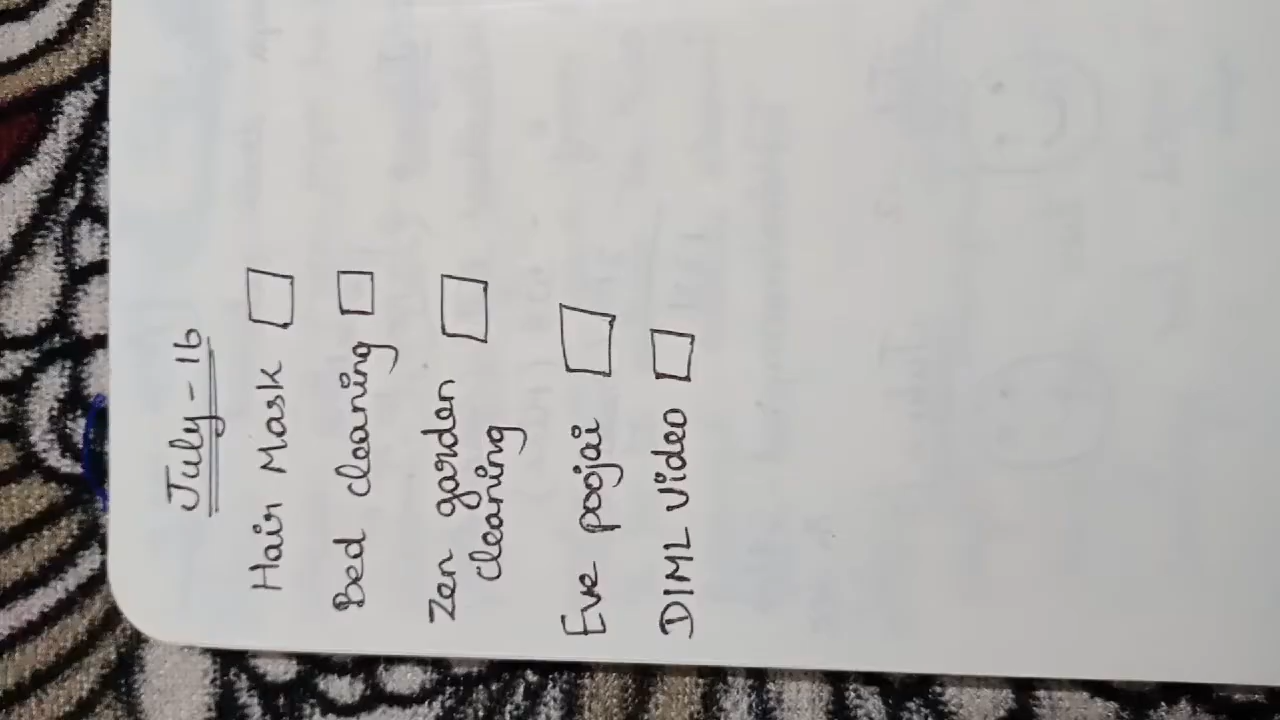 July - 16
Hair Mask
Bed cleaning
Zen garden
cleaning
Eve poojai
DIML Video